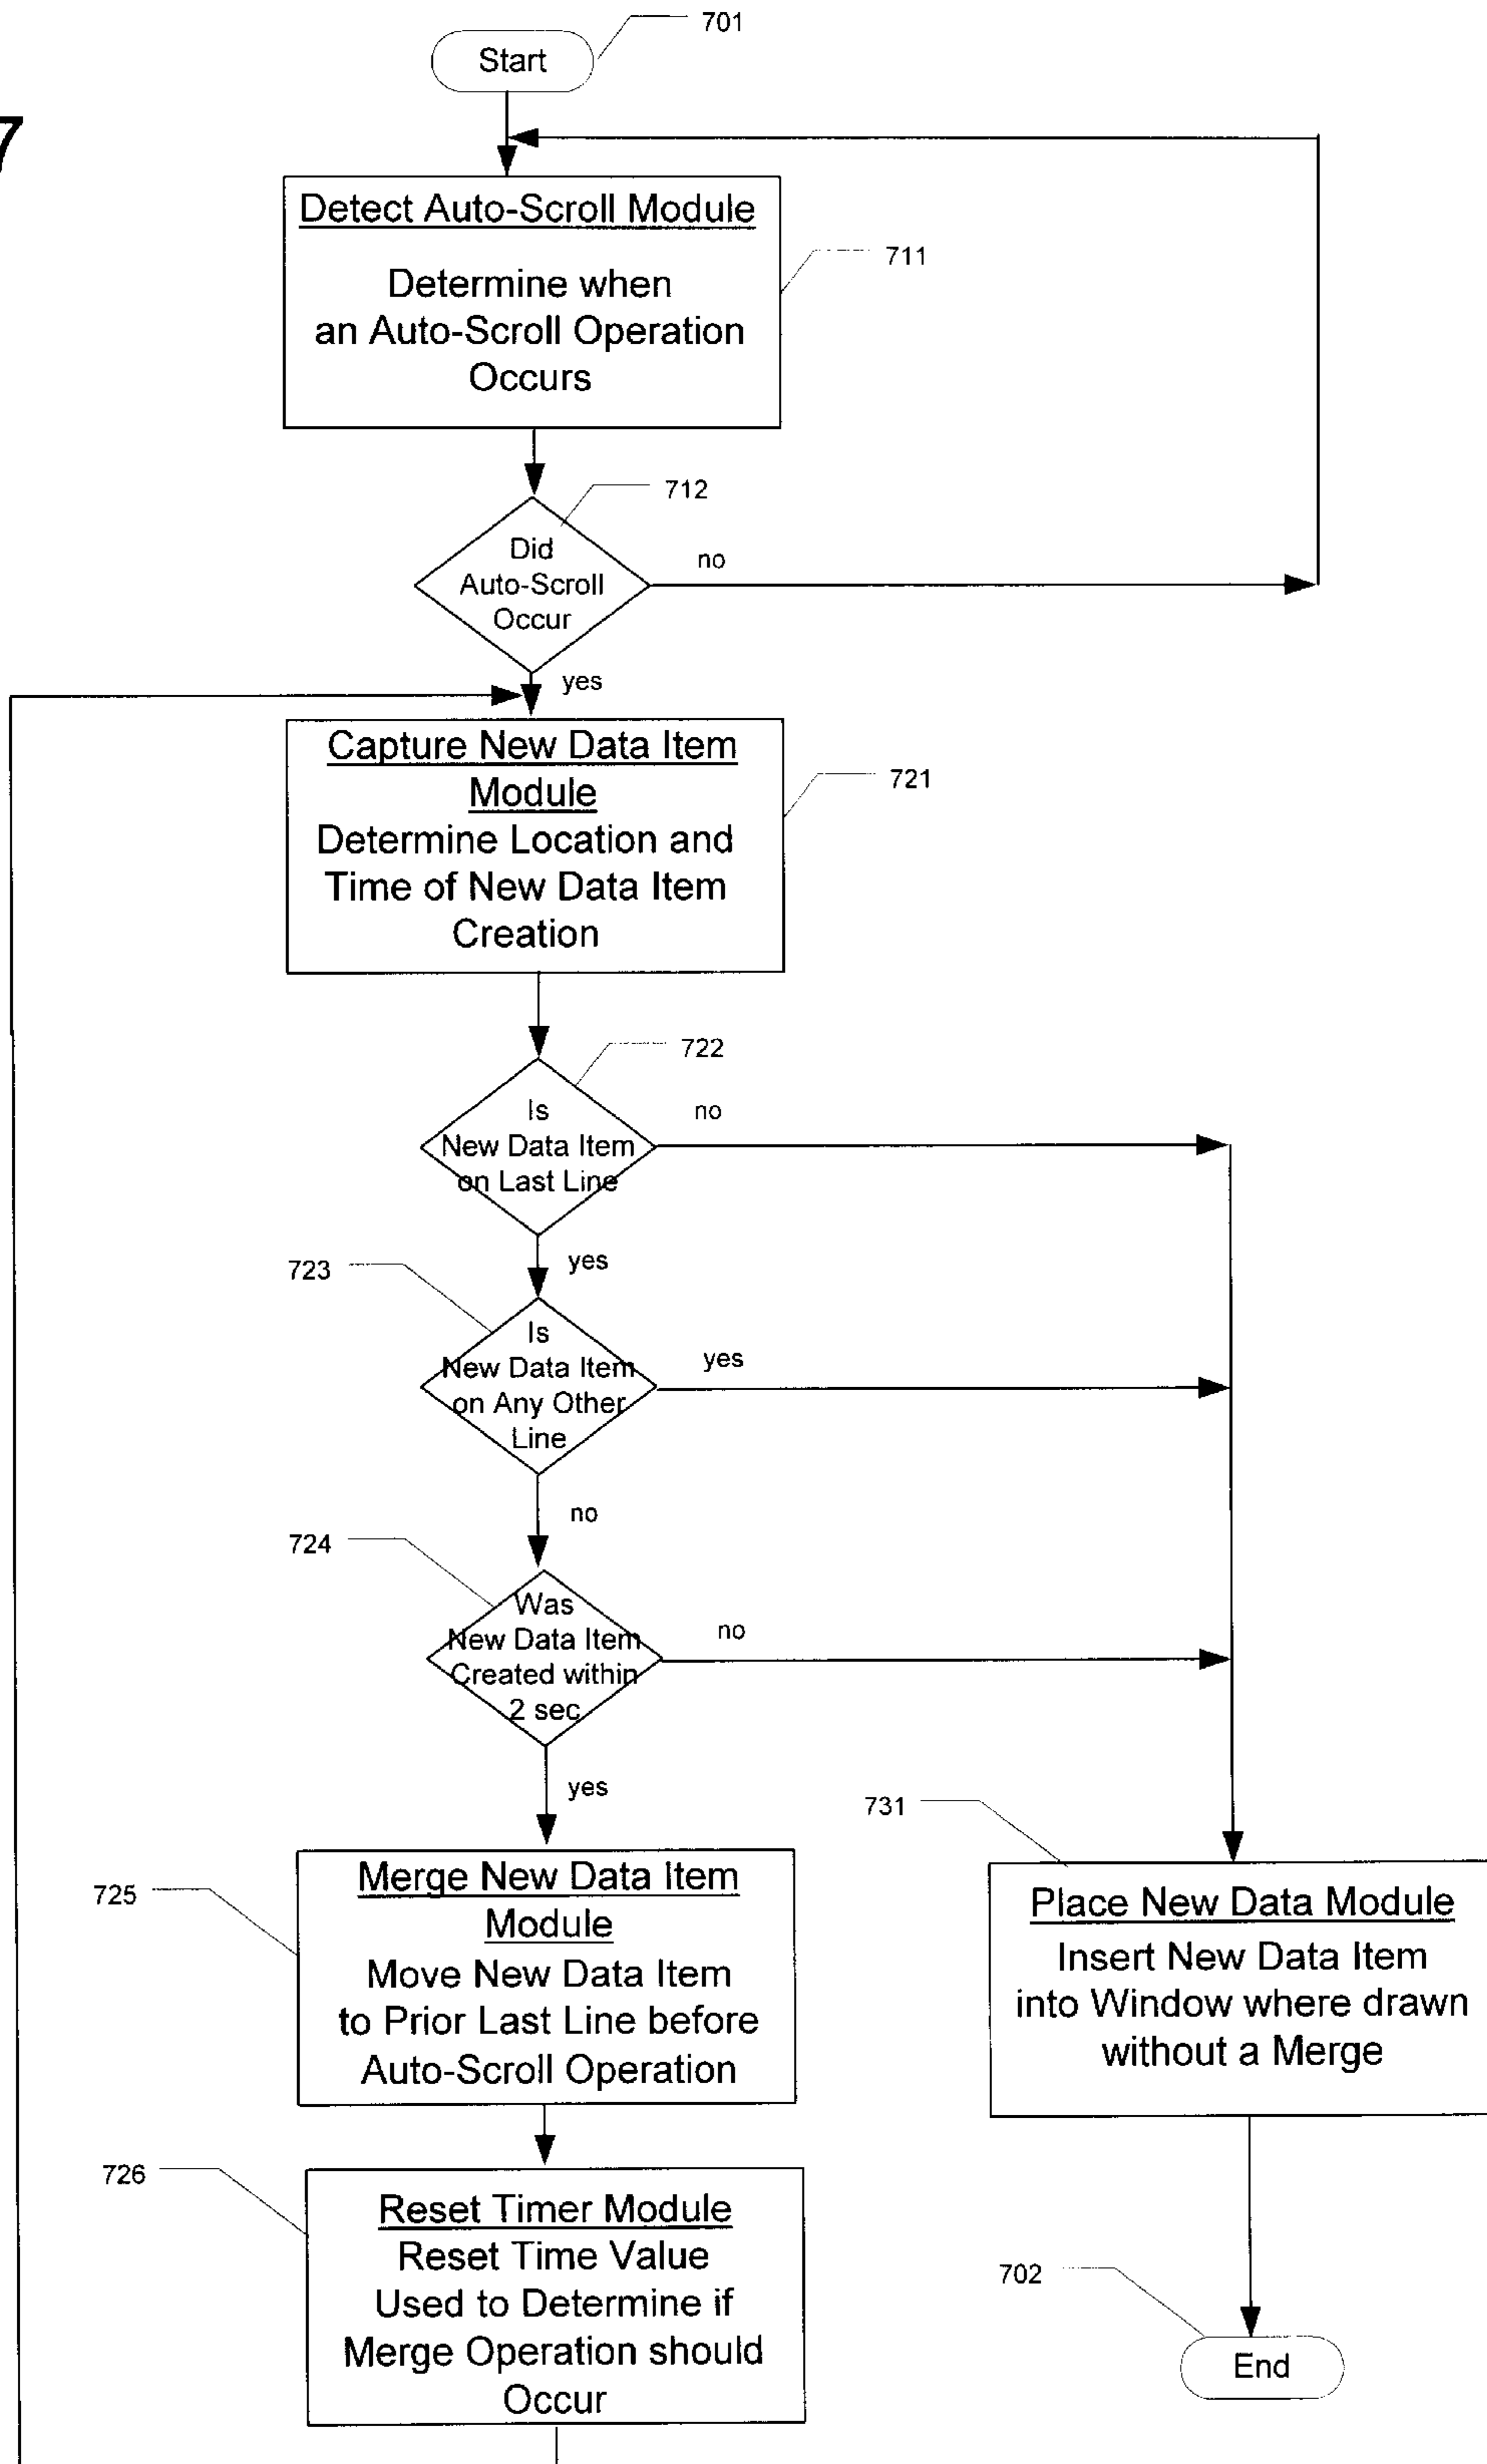 701
Start
7
Detect Auto-Scroll Module
Determine when
an Auto-Scroll Operation
Occurs
711
712
Did
Auto-Scroll
Occur
no
yes
Capture New Data Item
Module
Determine Location and
Time of New Data Item
Creation
721
722
Is
New Data Item
on Last Line
no
yes
723
Is
New Data Item
on Any Other
Line
yes
no
724
Was
New Data Item
Created within
2 sec
no
yes
725
Merge New Data Item
Module
Move New Data Item
to Prior Last Line before
Auto-Scroll Operation
731
Place New Data Module
Insert New Data Item
into Window where drawn
without a Merge
726
Reset Timer Module
Reset Time Value
Used to Determine if
Merge Operation should
Occur
702
End